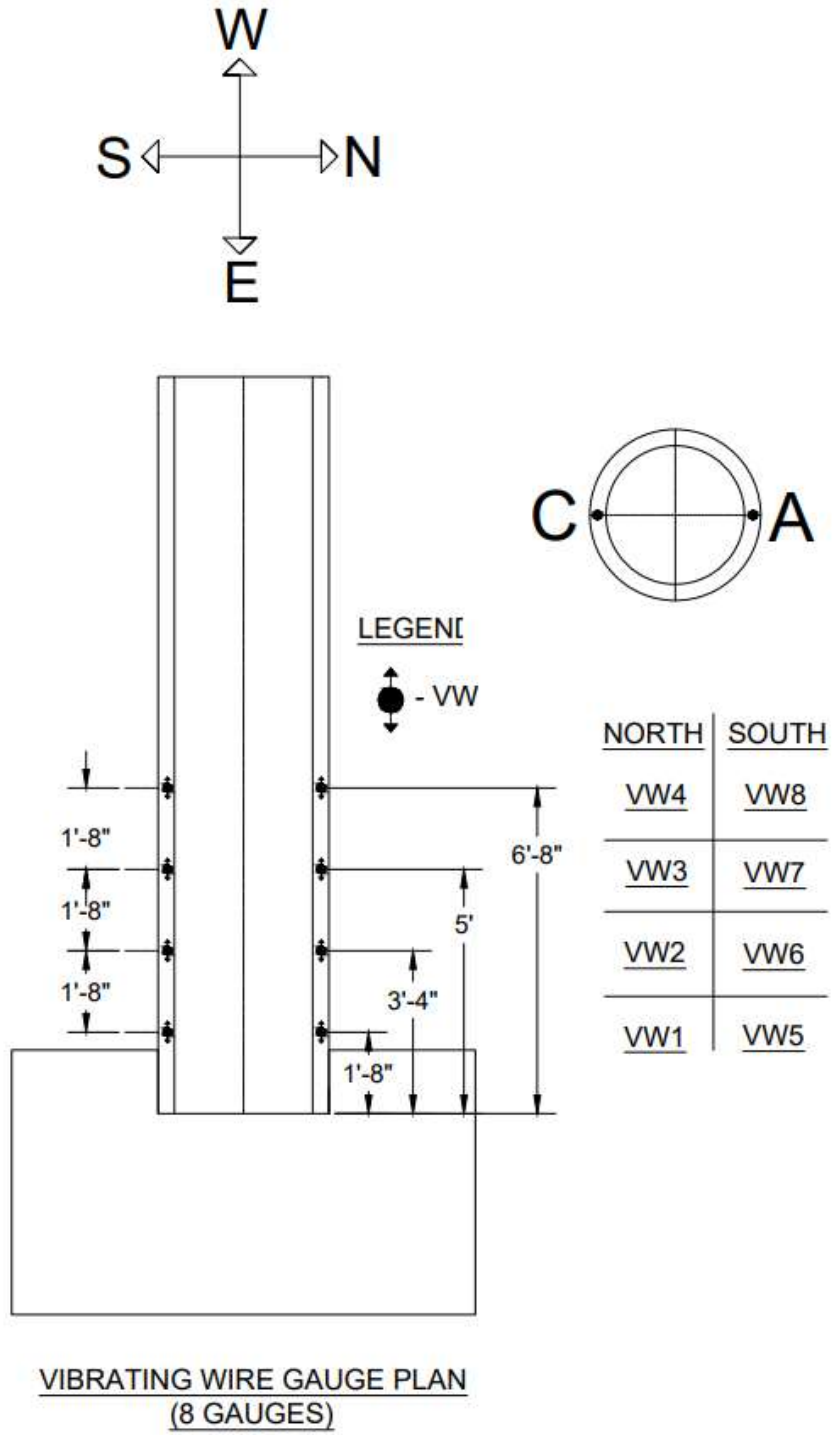 W
S N
E
C A
LEGEND
- VW
NORTH SOUTH
VW4 VW8
VW3 VW7
VW2 VW6
VW1 VW5
1'-8"
1'-8"
1'-8"
6'-8"
5'
3'-4"
1'-8"
VIBRATING WIRE GAUGE PLAN
(8 GAUGES)